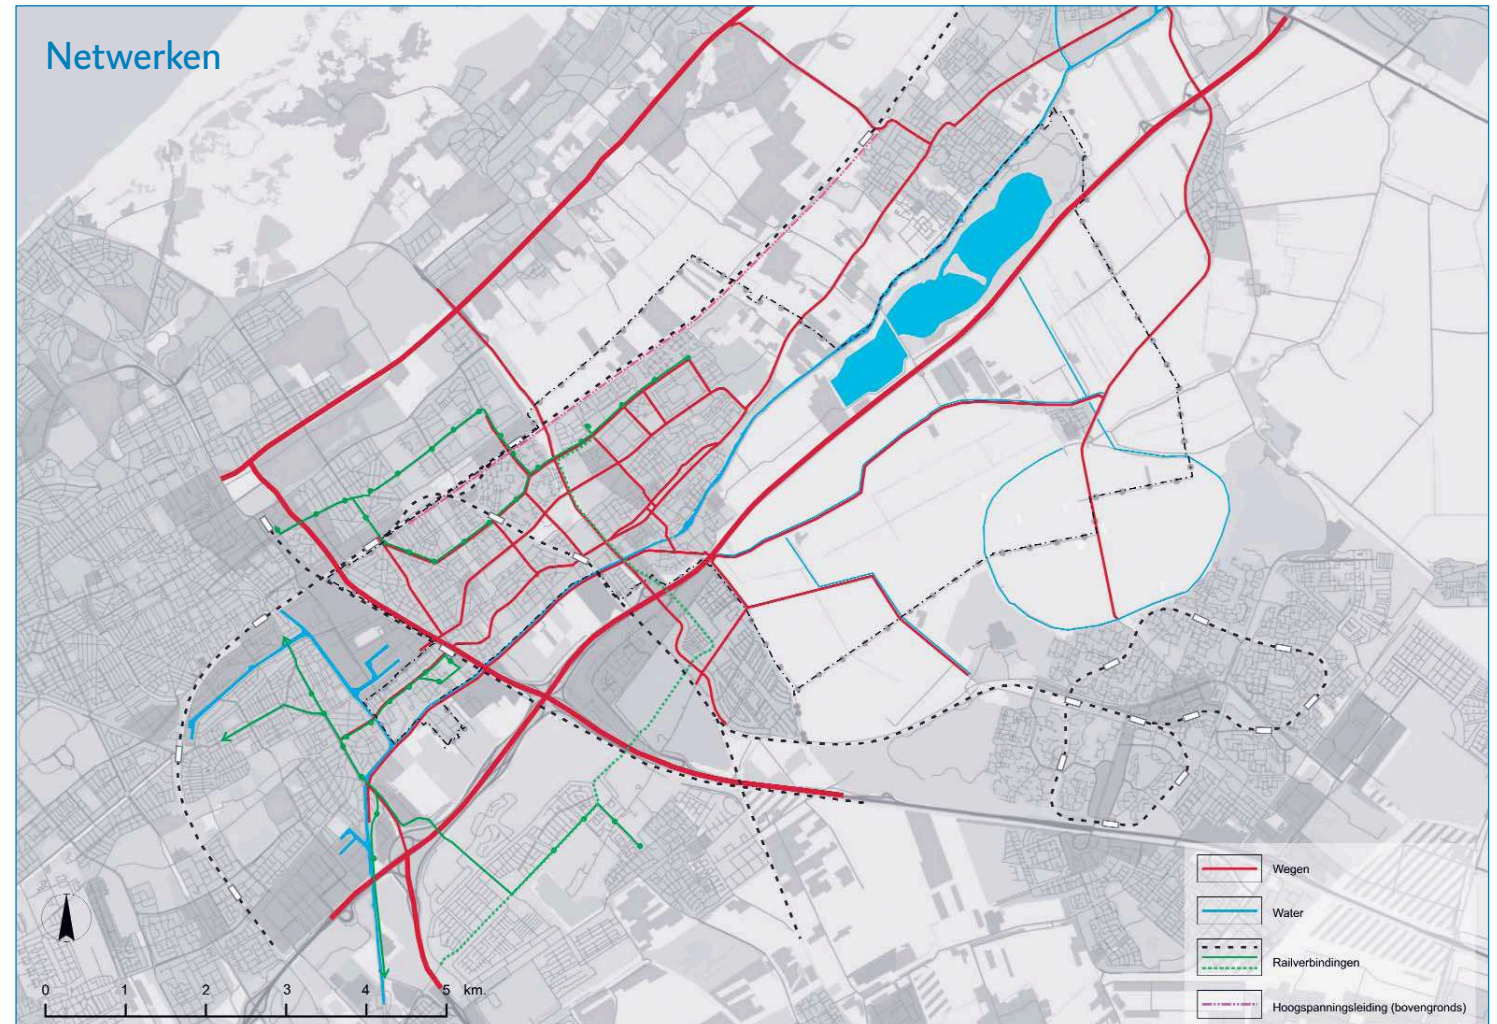 Netwerken
Wegen
Water
Railverbindingen
Hoogspanningsleiding (bovengronds)
0 1 2 3 4 5 km.